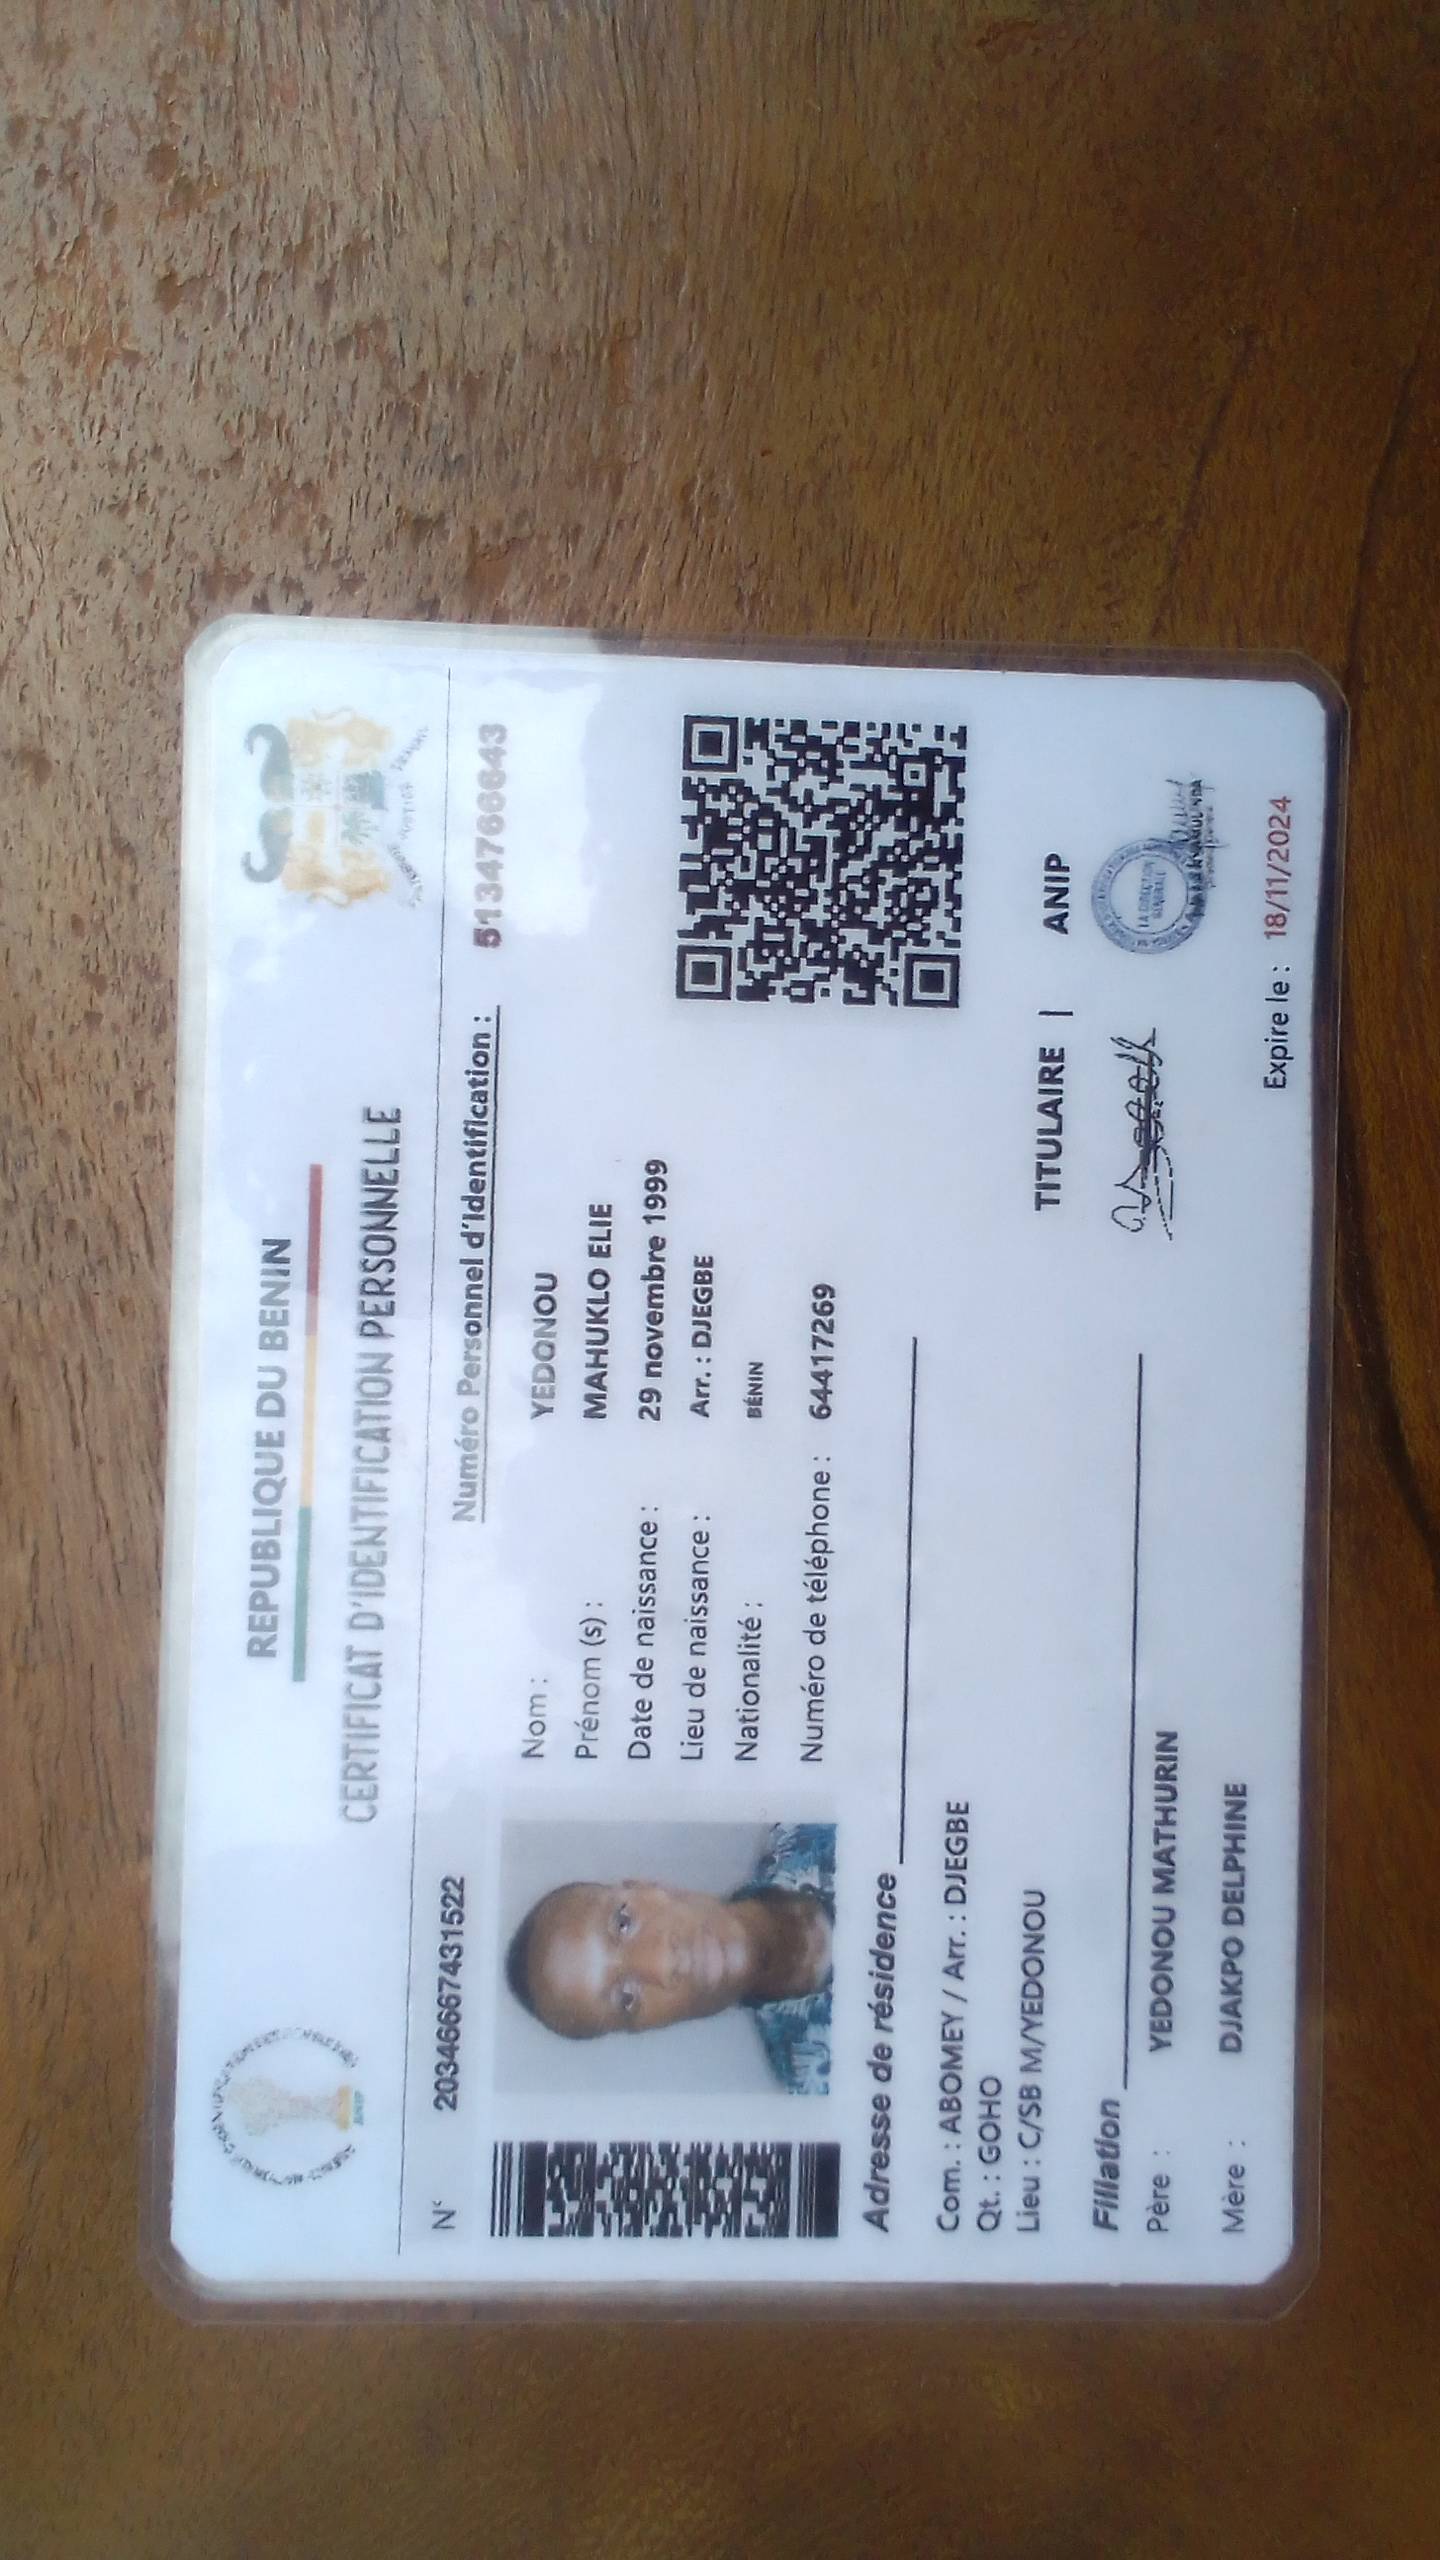 REPUBLIQUE DU BENIN
CERTIFICAT D'IDENTIFICATION PERSONNELLE
N° 20346667431522
Numéro Personnel d'Identification : 5134766643
Nom : YEDONOU
Prénom (s) : MAHUKLO ELIE
Date de naissance : 29 novembre 1999
Lieu de naissance : Arr. : DJEGBE
Nationalité : BÉNIN
Numéro de téléphone : 64417269
Adresse de résidence
Com. : ABOMEY / Arr. : DJEGBE
Qt. : GOHO
Lieu : C/SB M/YEDONOU
TITULAIRE | ANIP
LA DIRECTION GENERALE
Filiation
Père : YEDONOU MATHURIN
Mère : DJAKPO DELPHINE
Expire le : 18/11/2024